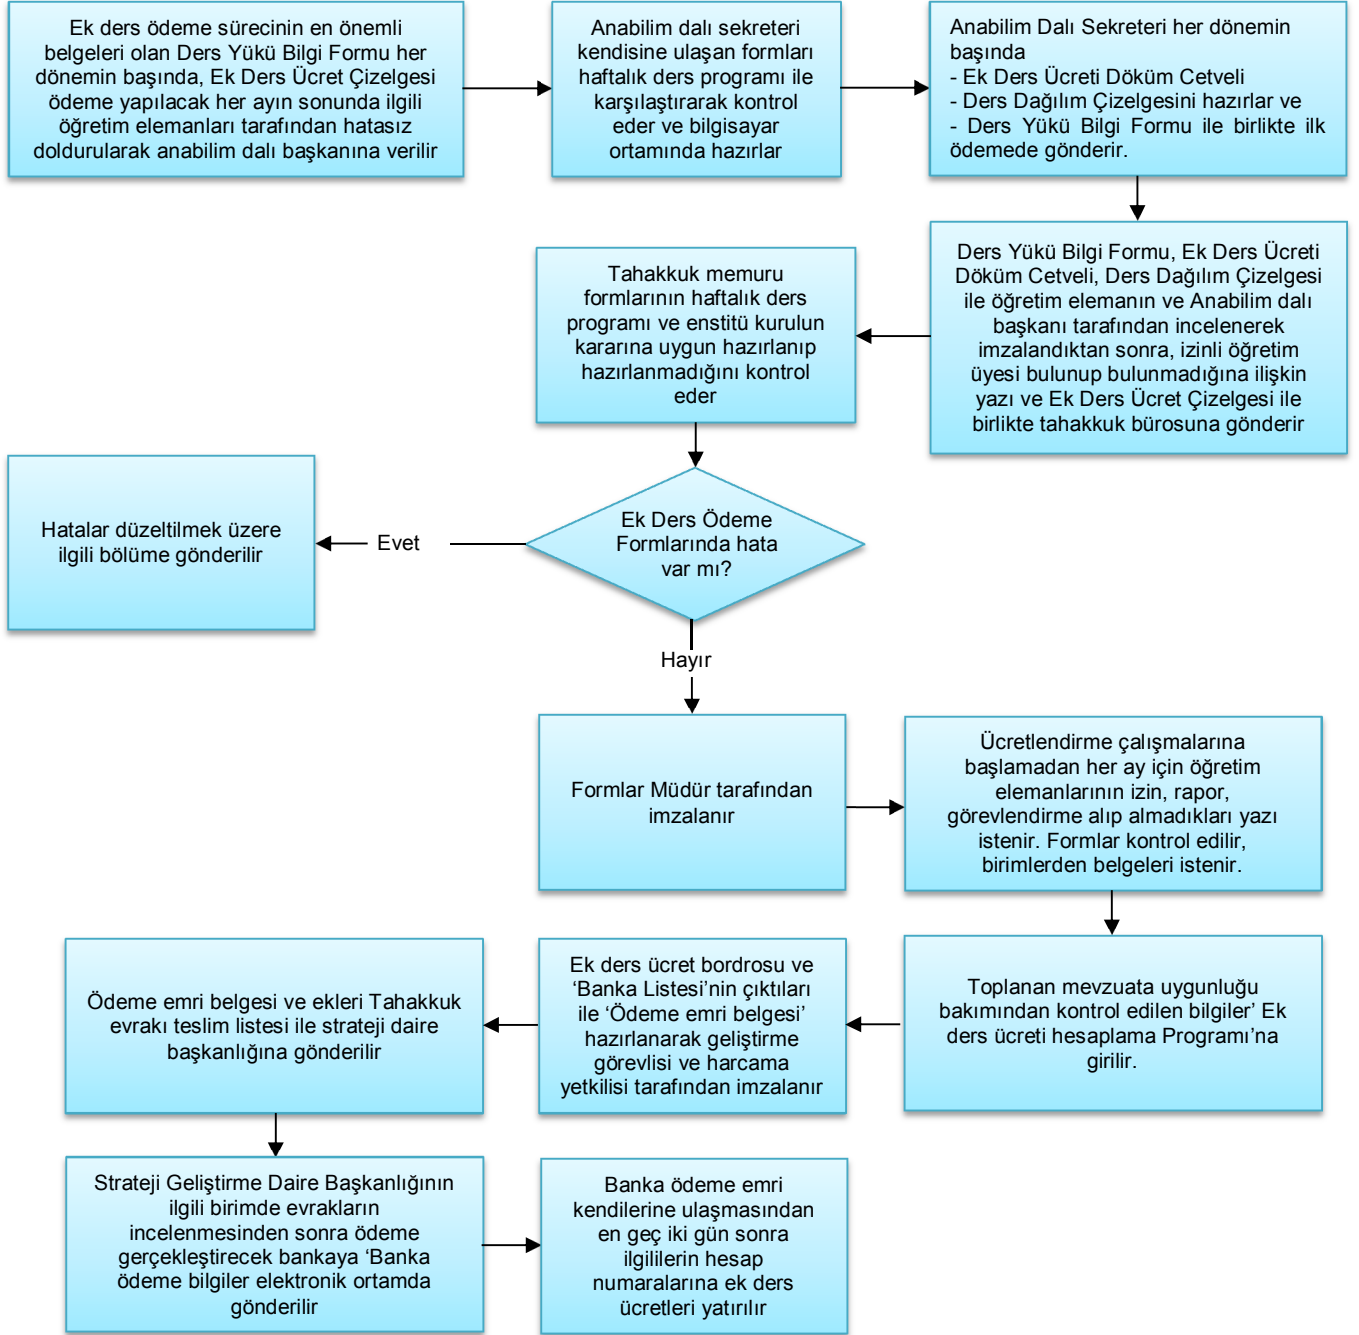 Ek ders ödeme sürecinin en önemli
belgeleri olan Ders Yükü Bilgi Formu her
dönemin başında, Ek Ders Ücret Çizelgesi
ödeme yapılacak her ayın sonunda ilgili
öğretim elemanları tarafından hatasız
doldurularak anabilim dalı başkanına verilir
Anabilim dalı sekreteri
kendisine ulaşan formları
haftalık ders programı ile
karşılaştırarak kontrol
eder ve bilgisayar
ortamında hazırlar
Anabilim Dalı Sekreteri her dönemin
başında
- Ek Ders Ücreti Döküm Cetveli
- Ders Dağılım Çizelgesini hazırlar ve
- Ders Yükü Bilgi Formu ile birlikte ilk
ödemede gönderir.
Ders Yükü Bilgi Formu, Ek Ders Ücreti
Döküm Cetveli, Ders Dağılım Çizelgesi
ile öğretim elemanın ve Anabilim dalı
başkanı tarafından incelenerek
imzalandıktan sonra, izinli öğretim
üyesi bulunup bulunmadığına ilişkin
yazı ve Ek Ders Ücret Çizelgesi ile
birlikte tahakkuk bürosuna gönderir
Tahakkuk memuru
formlarının haftalık ders
programı ve enstitü kurulun
kararına uygun hazırlanıp
hazırlanmadığını kontrol
eder
Ek Ders Ödeme
Formlarında hata
var mı?
Evet
Hatalar düzeltilmek üzere
ilgili bölüme gönderilir
Hayır
Formlar Müdür tarafından
imzalanır
Ücretlendirme çalışmalarına
başlamadan her ay için öğretim
elemanlarının izin, rapor,
görevlendirme alıp almadıkları yazı
istenir. Formlar kontrol edilir,
birimlerden belgeleri istenir.
Toplanan mevzuata uygunluğu
bakımından kontrol edilen bilgiler’ Ek
ders ücreti hesaplama Programı’na
girilir.
Ek ders ücret bordrosu ve
‘Banka Listesi’nin çıktıları
ile ‘Ödeme emri belgesi’
hazırlanarak geliştirme
görevlisi ve harcama
yetkilisi tarafından imzalanır
Ödeme emri belgesi ve ekleri Tahakkuk
evrakı teslim listesi ile strateji daire
başkanlığına gönderilir
Strateji Geliştirme Daire Başkanlığının
ilgili birimde evrakların
incelenmesinden sonra ödeme
gerçekleştirecek bankaya ‘Banka
ödeme bilgiler elektronik ortamda
gönderilir
Banka ödeme emri
kendilerine ulaşmasından
en geç iki gün sonra
ilgililerin hesap
numaralarına ek ders
ücretleri yatırılır